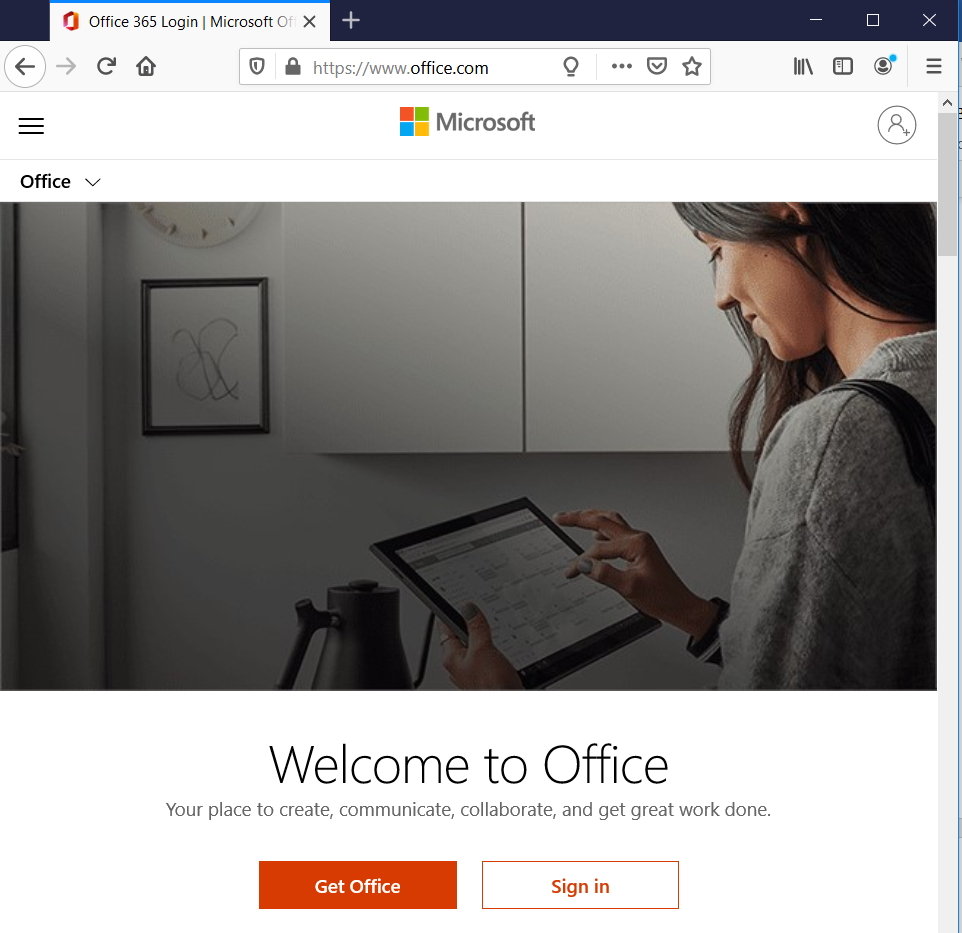 Office 365 Login | Microsoft Of
https://www.office.com
Microsoft
Office
Welcome to Office
Your place to create, communicate, collaborate, and get great work done.
Get Office
Sign in